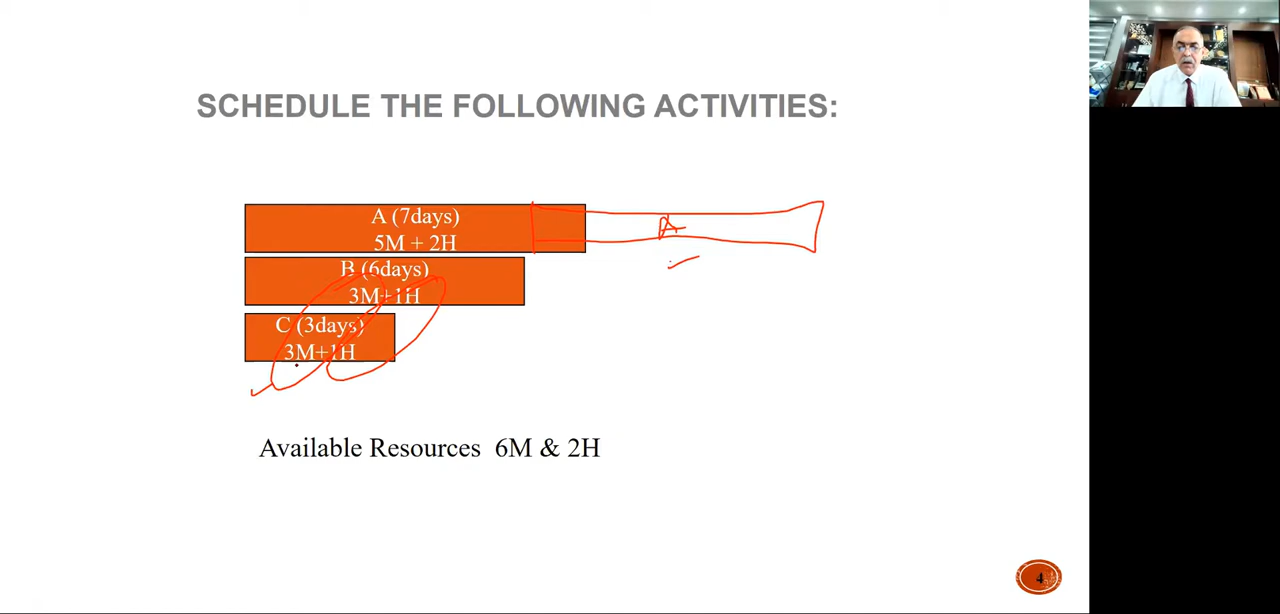 SCHEDULE THE FOLLOWING ACTIVITIES:
A (7days)
5M + 2H
A
B (6days)
3M+1H
C (3days)
3M+1H
Available Resources 6M & 2H
4